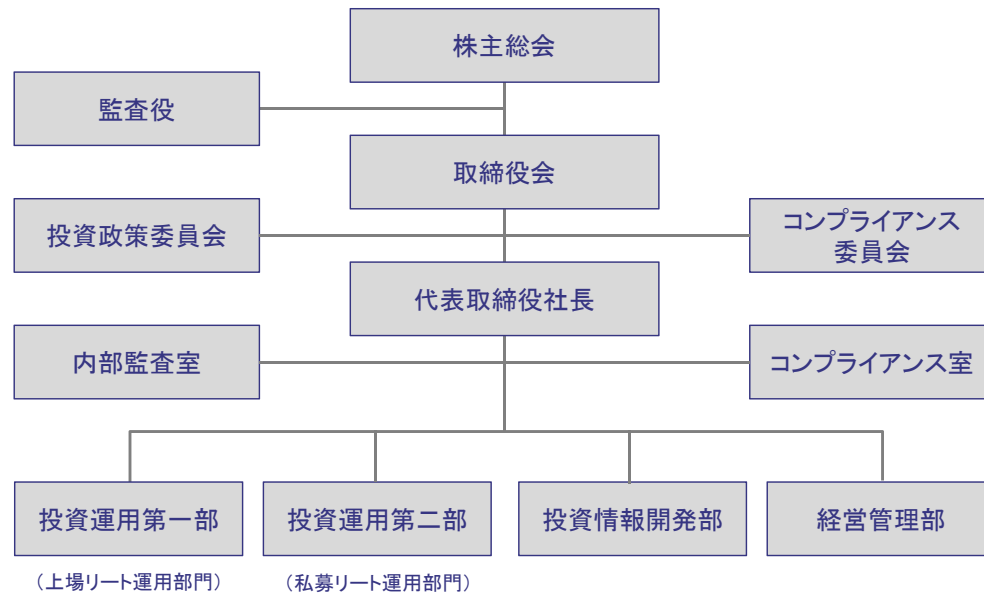 株主総会
監査役
取締役会
投資政策委員会
コンプライアンス
委員会
代表取締役社長
内部監査室
コンプライアンス室
投資運用第一部
投資運用第二部
投資情報開発部
経営管理部
（上場リート運用部門）
（私募リート運用部門）